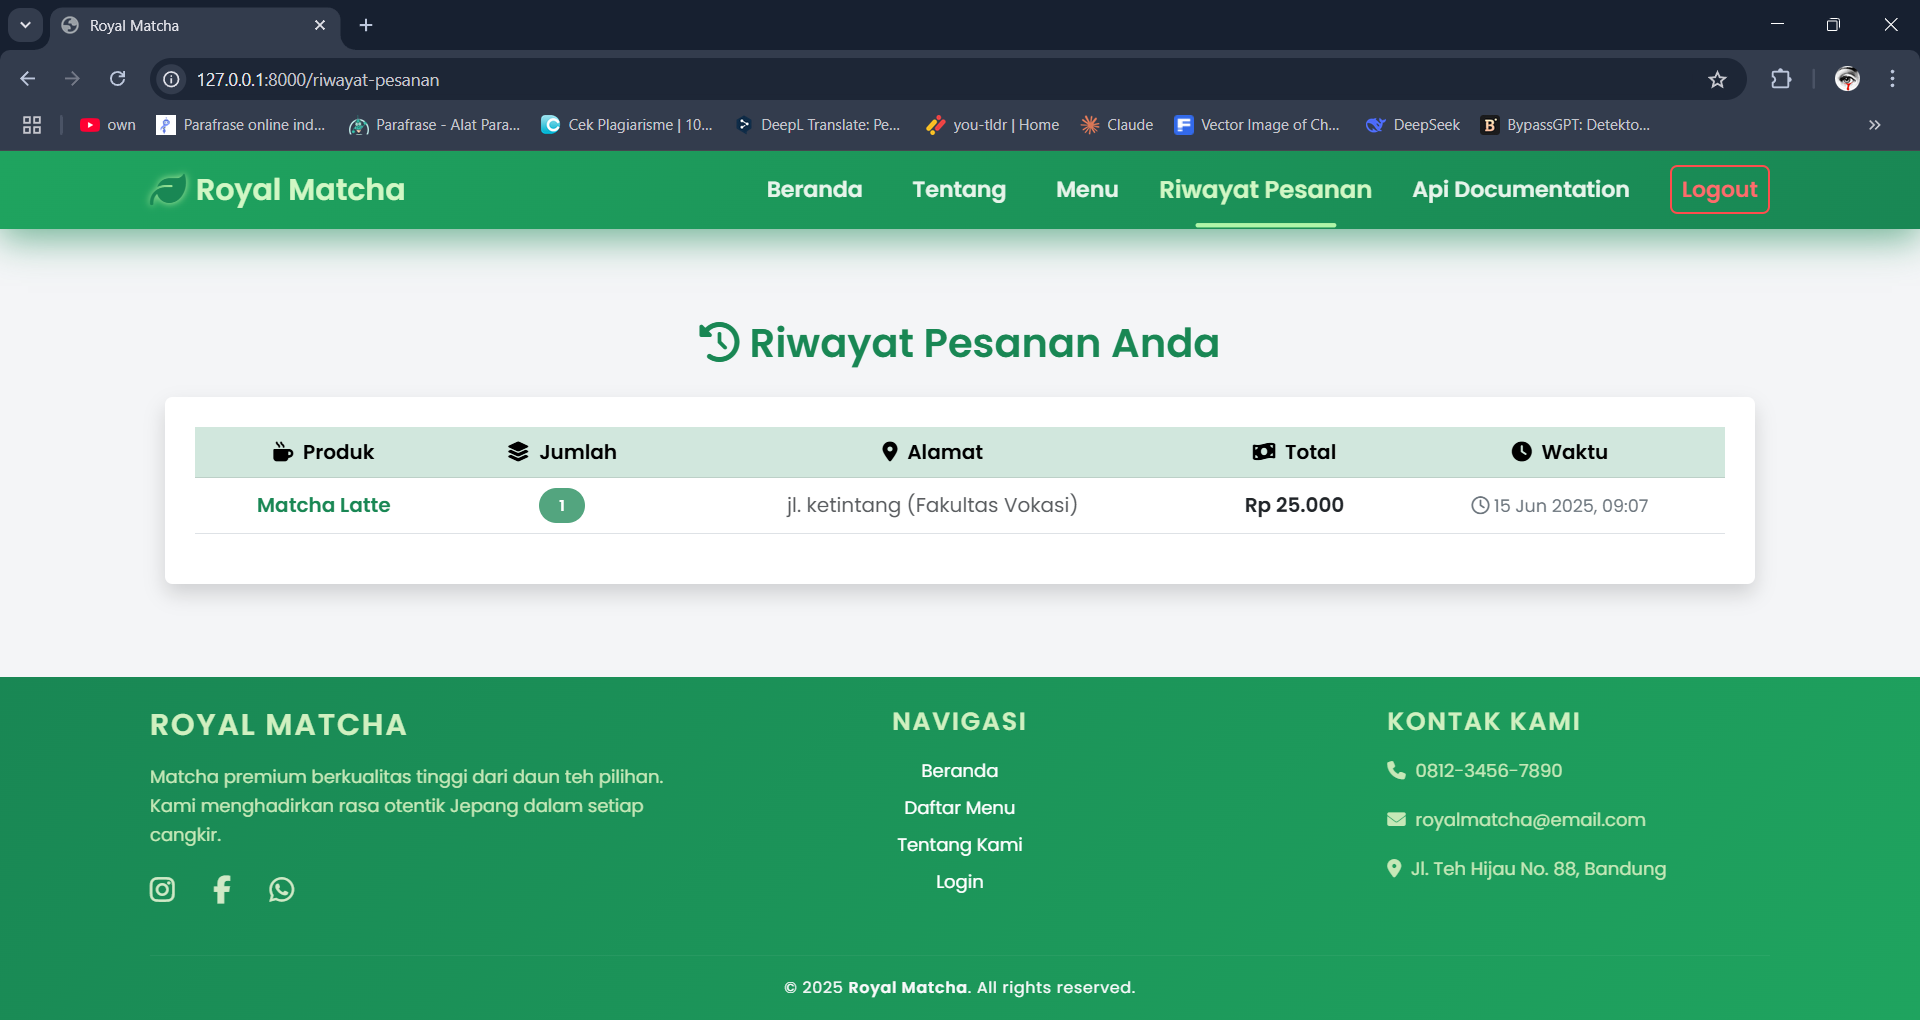 Royal Matcha
127.0.0.1:8000/riwayat-pesanan
own
Parafrase online ind...
Parafrase - Alat Para...
Cek Plagiarisme | 10...
DeepL Translate: Pe...
you-tldr | Home
Claude
Vector Image of Ch...
DeepSeek
BypassGPT: Detekto...
Royal Matcha
Beranda
Tentang
Menu
Riwayat Pesanan
Api Documentation
Logout
Riwayat Pesanan Anda
Produk Jumlah Alamat Total Waktu
Matcha Latte 1 jl. ketintang (Fakultas Vokasi) Rp 25.000 15 Jun 2025, 09:07
ROYAL MATCHA
Matcha premium berkualitas tinggi dari daun teh pilihan.
Kami menghadirkan rasa otentik Jepang dalam setiap
cangkir.
NAVIGASI
Beranda
Daftar Menu
Tentang Kami
Login
KONTAK KAMI
0812-3456-7890
royalmatcha@email.com
Jl. Teh Hijau No. 88, Bandung
© 2025 Royal Matcha. All rights reserved.